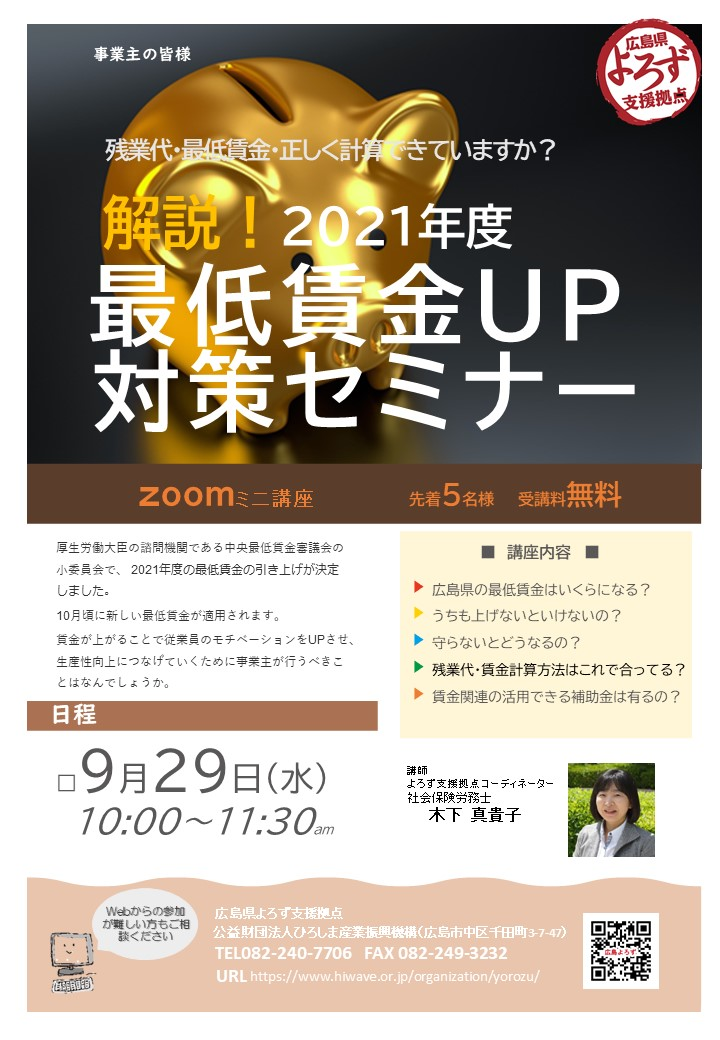 事業主の皆様
広島県
よろず
支援拠点
残業代・最低賃金・正しく計算できていますか？
解説！2021年度
最低賃金UP
対策セミナー
zoomミニ講座 先着5名様 受講料無料
厚生労働大臣の諮問機関である中央最低賃金審議会の
小委員会で、 2021年度の最低賃金の引き上げが決定
しました。
10月頃に新しい最低賃金が適用されます。
賃金が上がることで従業員のモチベーションをUPさせ、
生産性向上につなげていくために事業主が行うべきこ
とはなんでしょうか。
■ 講座内容 ■
広島県の最低賃金はいくらになる？
うちも上げないといけないの？
守らないとどうなるの？
残業代・賃金計算方法はこれで合ってる？
賃金関連の活用できる補助金は有るの？
日程
□9月29日(水)
10:00～11:30am
講師
よろず支援拠点コーディネーター
社会保険労務士
木下 真貴子
Webからの参加
が難しい方もご相
談ください
広島県よろず支援拠点
公益財団法人ひろしま産業振興機構（広島市中区千田町3-7-47）
TEL082-240-7706 FAX 082-249-3232
URL https://www.hiwave.or.jp/organization/yorozu/
広島よろず